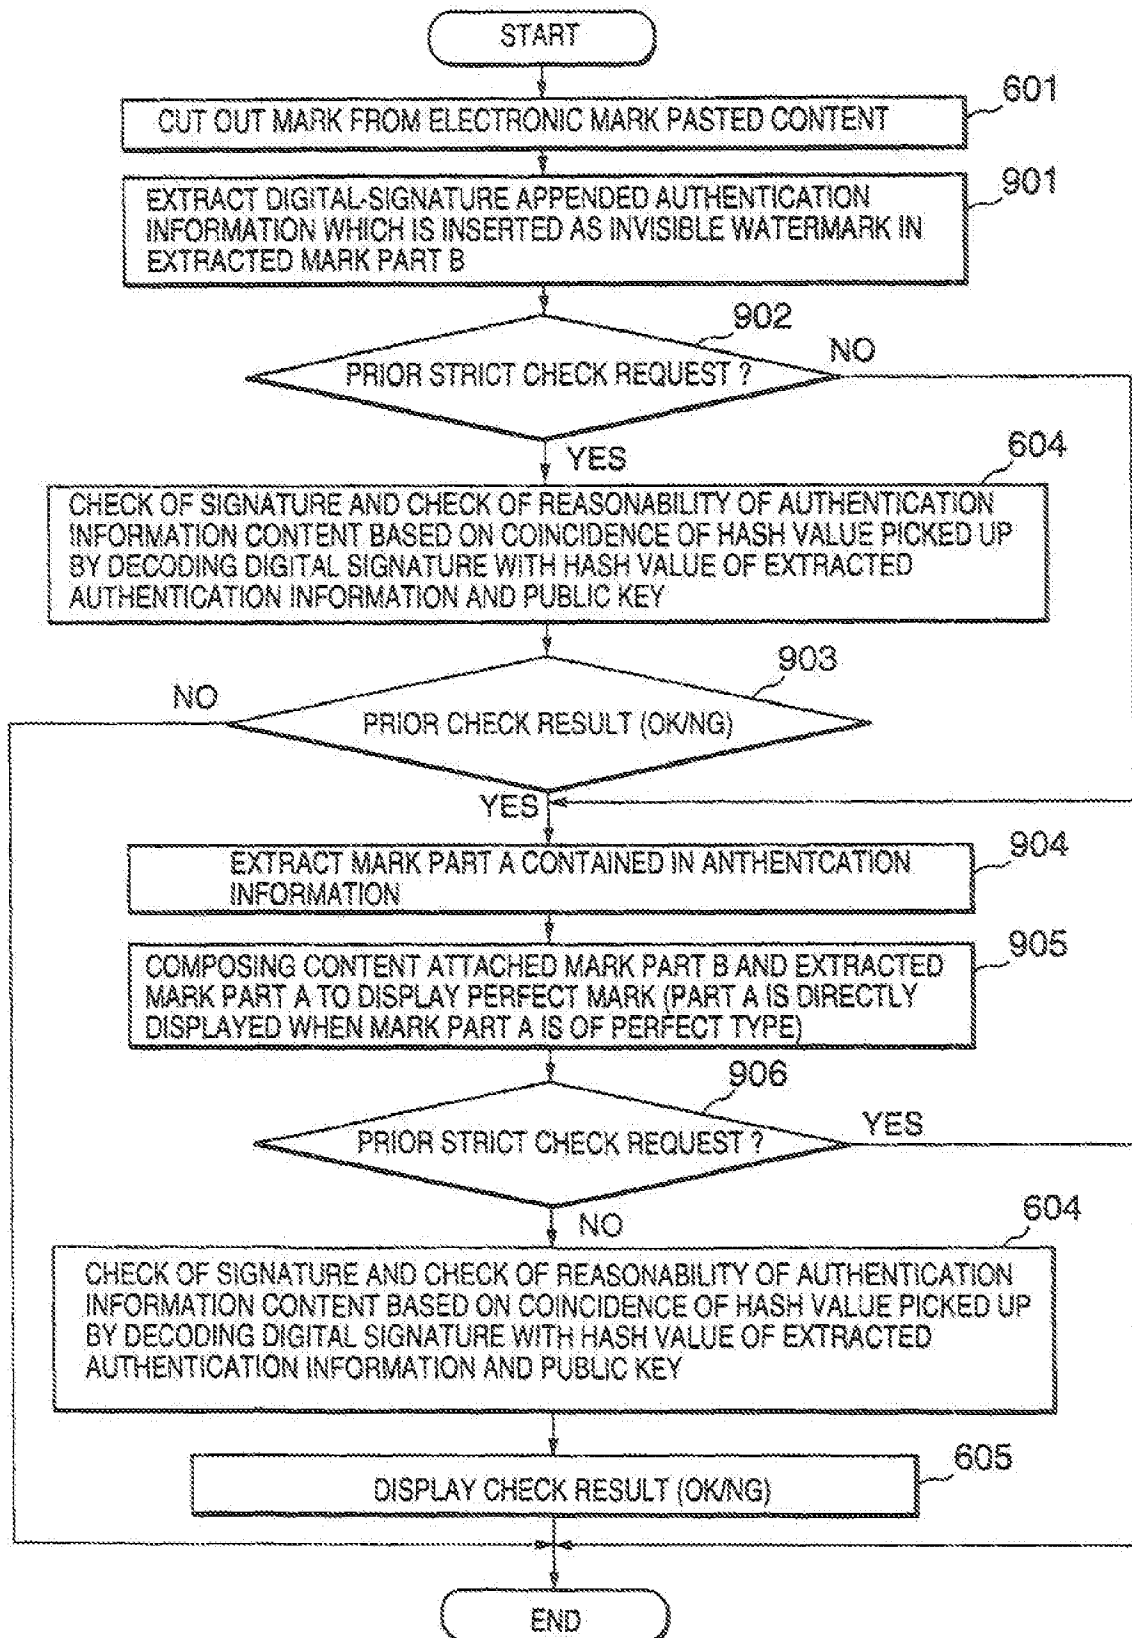 START
601
CUT OUT MARK FROM ELECTRONIC MARK PASTED CONTENT
901
EXTRACT DIGITAL-SIGNATURE APPENDED AUTHENTICATION
INFORMATION WHICH IS INSERTED AS INVISIBLE WATERMARK IN
EXTRACTED MARK PART B
902
NO
PRIOR STRICT CHECK REQUEST ?
YES
604
CHECK OF SIGNATURE AND CHECK OF REASONABILITY OF AUTHENTICATION
INFORMATION CONTENT BASED ON COINCIDENCE OF HASH VALUE PICKED UP
BY DECODING DIGITAL SIGNATURE WITH HASH VALUE OF EXTRACTED
AUTHENTICATION INFORMATION AND PUBLIC KEY
903
NO
PRIOR CHECK RESULT (OK/NG)
YES
904
EXTRACT MARK PART A CONTAINED IN ANTHENTCATION
INFORMATION
905
COMPOSING CONTENT ATTACHED MARK PART B AND EXTRACTED
MARK PART A TO DISPLAY PERFECT MARK (PART A IS DIRECTLY
DISPLAYED WHEN MARK PART A IS OF PERFECT TYPE)
906
YES
PRIOR STRICT CHECK REQUEST ?
NO
604
CHECK OF SIGNATURE AND CHECK OF REASONABILITY OF AUTHENTICATION
INFORMATION CONTENT BASED ON COINCIDENCE OF HASH VALUE PICKED UP
BY DECODING DIGITAL SIGNATURE WITH HASH VALUE OF EXTRACTED
AUTHENTICATION INFORMATION AND PUBLIC KEY
605
DISPLAY CHECK RESULT (OK/NG)
END